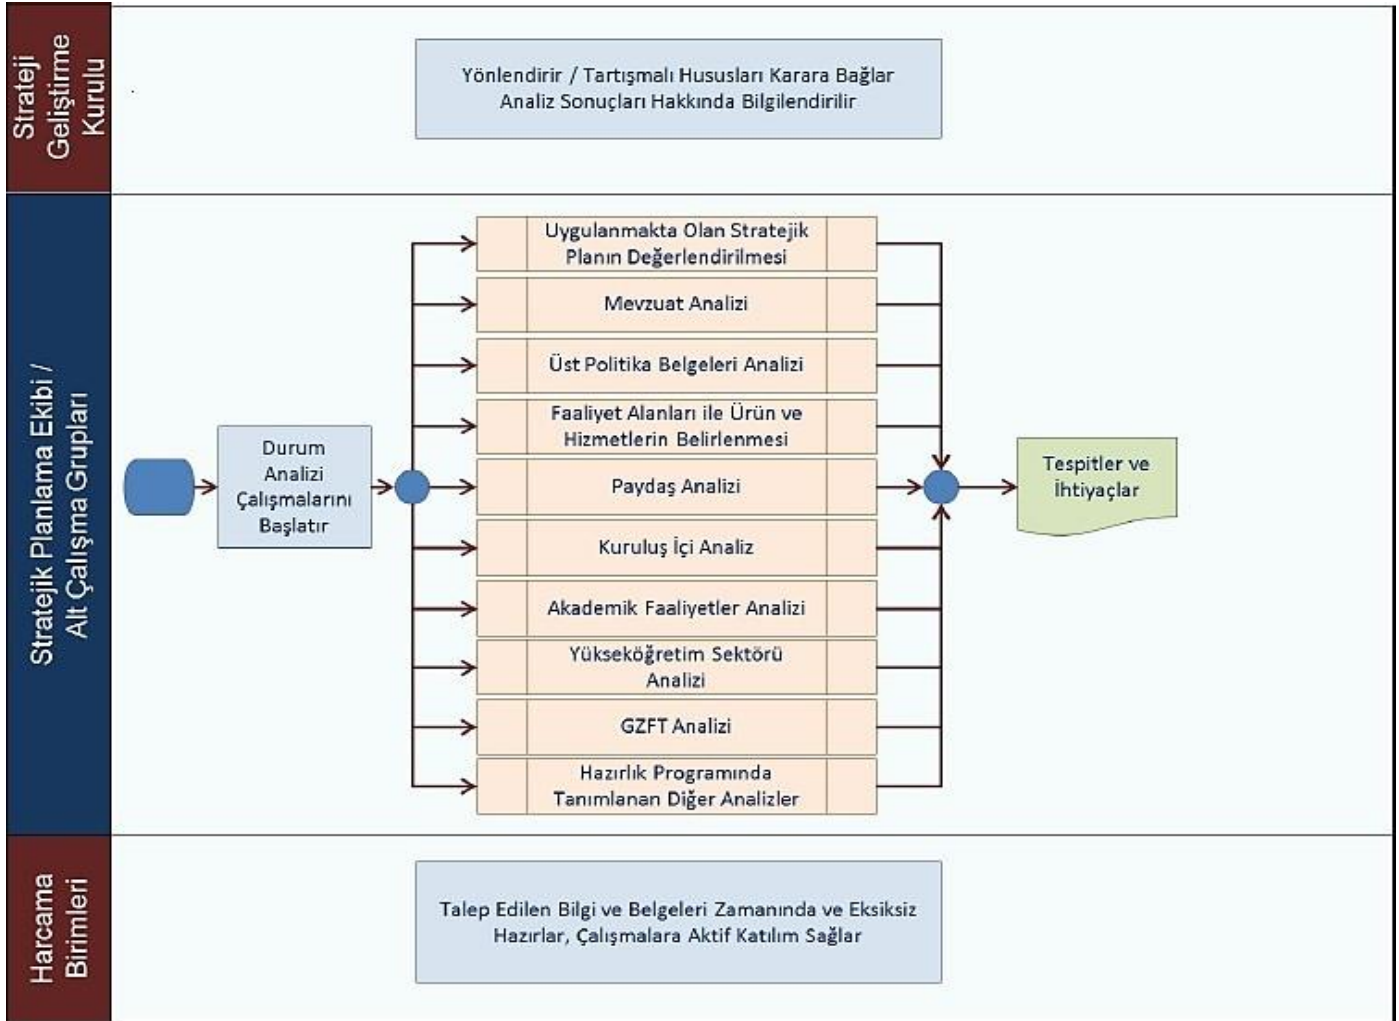 Strateji
Geliştirme
Kurulu
Yönlendirir / Tartışmalı Hususları Karara Bağlar
Analiz Sonuçları Hakkında Bilgilendirilir
Stratejik Planlama Ekibi /
Alt Çalışma Grupları
Durum
Analizi
Çalışmalarını
Başlatır
Uygulanmakta Olan Stratejik
Planın Değerlendirilmesi
Mevzuat Analizi
Üst Politika Belgeleri Analizi
Faaliyet Alanları ile Ürün ve
Hizmetlerin Belirlenmesi
Paydaş Analizi
Kuruluş İçi Analiz
Akademik Faaliyetler Analizi
Yükseköğretim Sektörü
Analizi
GZFT Analizi
Hazırlık Programında
Tanımlanan Diğer Analizler
Tespitler ve
İhtiyaçlar
Harcama
Birimleri
Talep Edilen Bilgi ve Belgeleri Zamanında ve Eksiksiz
Hazırlar, Çalışmalara Aktif Katılım Sağlar